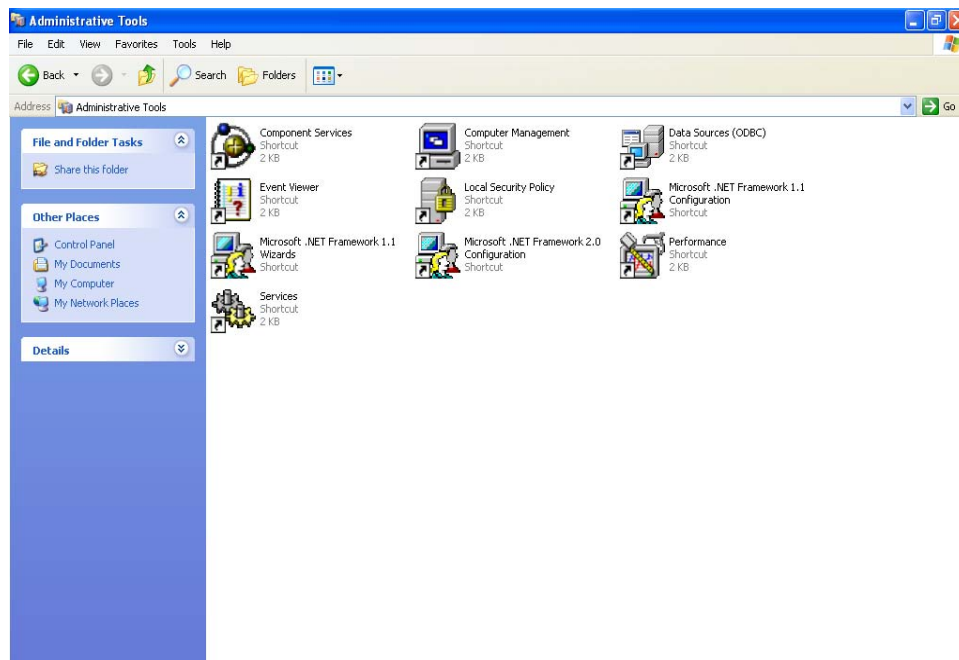 Administrative Tools
File Edit View Favorites Tools Help
Back Search Folders
Address Administrative Tools Go
File and Folder Tasks
Share this folder
Other Places
Control Panel
My Documents
My Computer
My Network Places
Details
Component Services
Shortcut
2 KB
Computer Management
Shortcut
2 KB
Data Sources (ODBC)
Shortcut
2 KB
Event Viewer
Shortcut
2 KB
Local Security Policy
Shortcut
2 KB
Microsoft .NET Framework 1.1
Configuration
Shortcut
Microsoft .NET Framework 1.1
Wizards
Shortcut
Microsoft .NET Framework 2.0
Configuration
Shortcut
Performance
Shortcut
2 KB
Services
Shortcut
2 KB